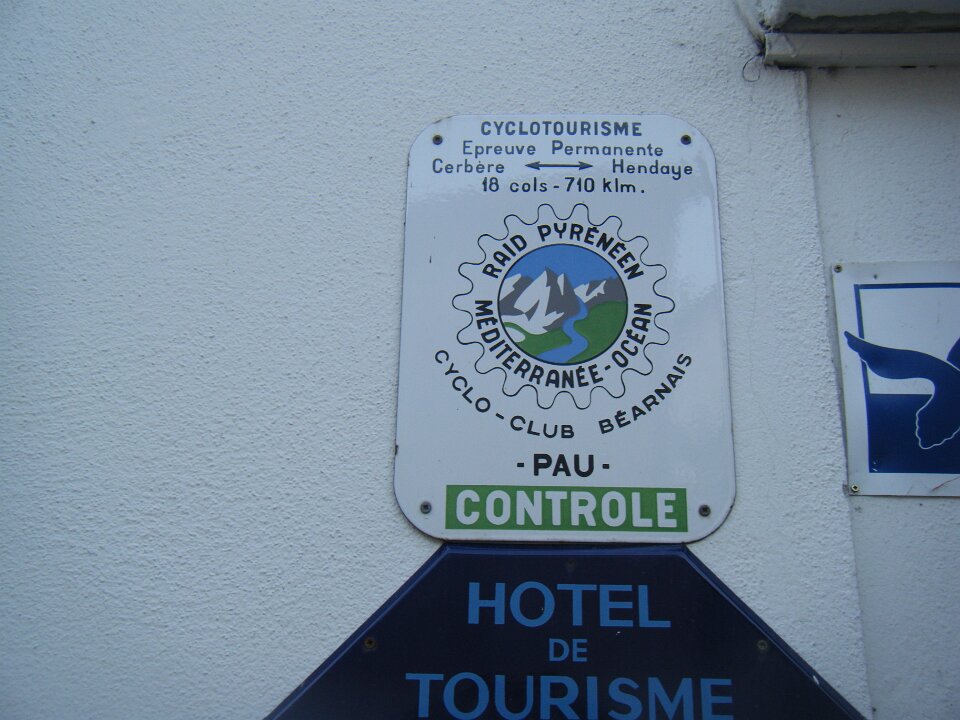 CYCLOTOURISME
Epreuve Permanente
Cerbère ↔ Hendaye
18 cols - 710 klm.
RAID PYRÉNÉEN
MÉDITERRANÉE - OCÉAN
CYCLO - CLUB BÉARNAIS
- PAU -
CONTROLE
HOTEL
DE
TOURISME